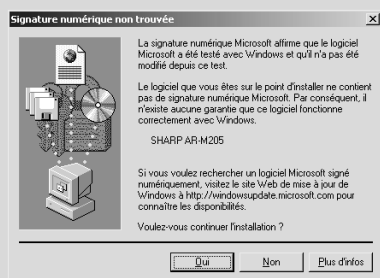 Signature numérique non trouvée
La signature numérique Microsoft affirme que le logiciel
Microsoft a été testé avec Windows et qu'il n'a pas été
modifié depuis ce test.
Le logiciel que vous êtes sur le point d'installer ne contient
pas de signature numérique Microsoft. Par conséquent, il
n'existe aucune garantie que ce logiciel fonctionne
correctement avec Windows.
SHARP AR-M205
Si vous voulez rechercher un logiciel Microsoft signé
numériquement, visitez le site Web de mise à jour de
Windows à http://windowsupdate.microsoft.com pour
connaître les disponibilités.
Voulez-vous continuer l'installation ?
Oui
Non
Plus d'infos